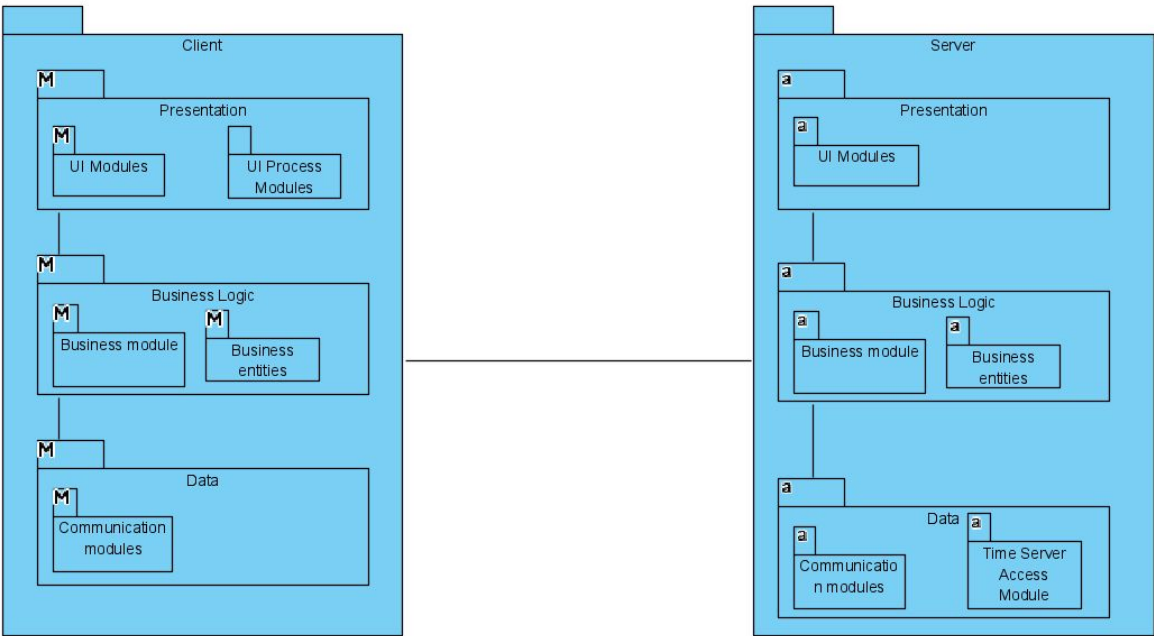 Client
M
Presentation
M
UI Modules
UI Process
Modules
M
Business Logic
M
Business module
M
Business
entities
M
Data
M
Communication
modules
Server
a
Presentation
a
UI Modules
a
Business Logic
a
Business module
a
Business
entities
a
Data
a
Communicatio
n modules
a
Time Server
Access
Module